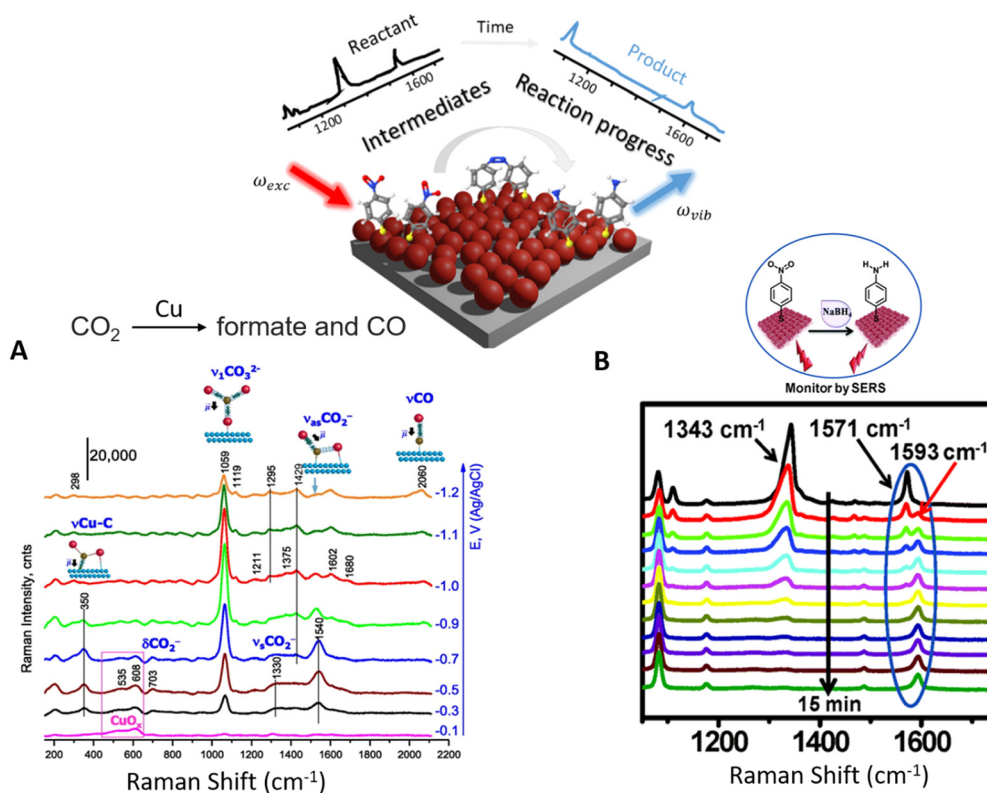 Reactant
1200
1600
Time
Product
1200
1600
Intermediates
Reaction progress
ωexc
ωvib
CO2 Cu formate and CO
O N O
S
NaBH4
H N H
S
Monitor by SERS
A
ν1CO3 2-
νasCO2−
νCO
μ
μ
μ
20,000
298
1059
1119
1295
1429
2060
-1.2
νCu-C
-1.1
μ
1211
1375
1602
1680
-1.0
350
-0.9
δCO2−
νsCO2−
1540
-0.7
535
608
703
1330
-0.5
-0.3
CuOx
-0.1
E, V (Ag/AgCl)
Raman Intensity, cnts
200 400 600 800 1000 1200 1400 1600 1800 2000 2200
Raman Shift (cm-1)
B
1343 cm-1
1571 cm-1
1593 cm-1
15 min
1200 1400 1600
Raman Shift (cm-1)